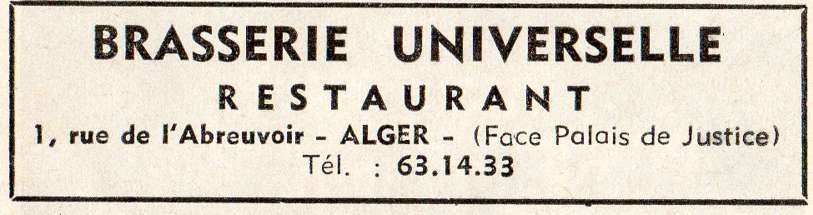 BRASSERIE UNIVERSELLE
RESTAURANT
1, rue de l'Abreuvoir - ALGER - (Face Palais de Justice)
Tél. : 63.14.33